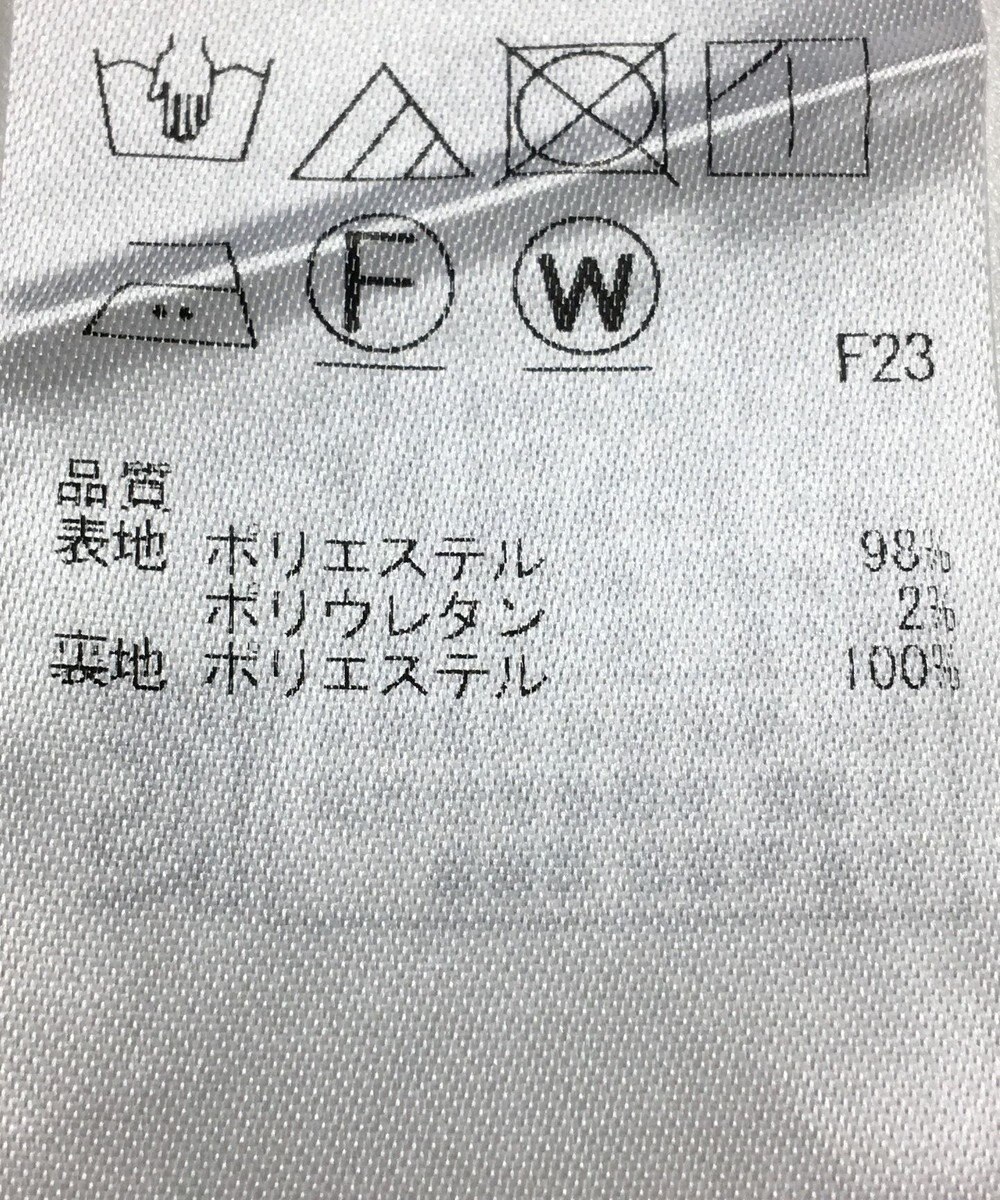 F W
F23
品質
表地 ポリエステル 98%
ポリウレタン 2%
裏地 ポリエステル 100%